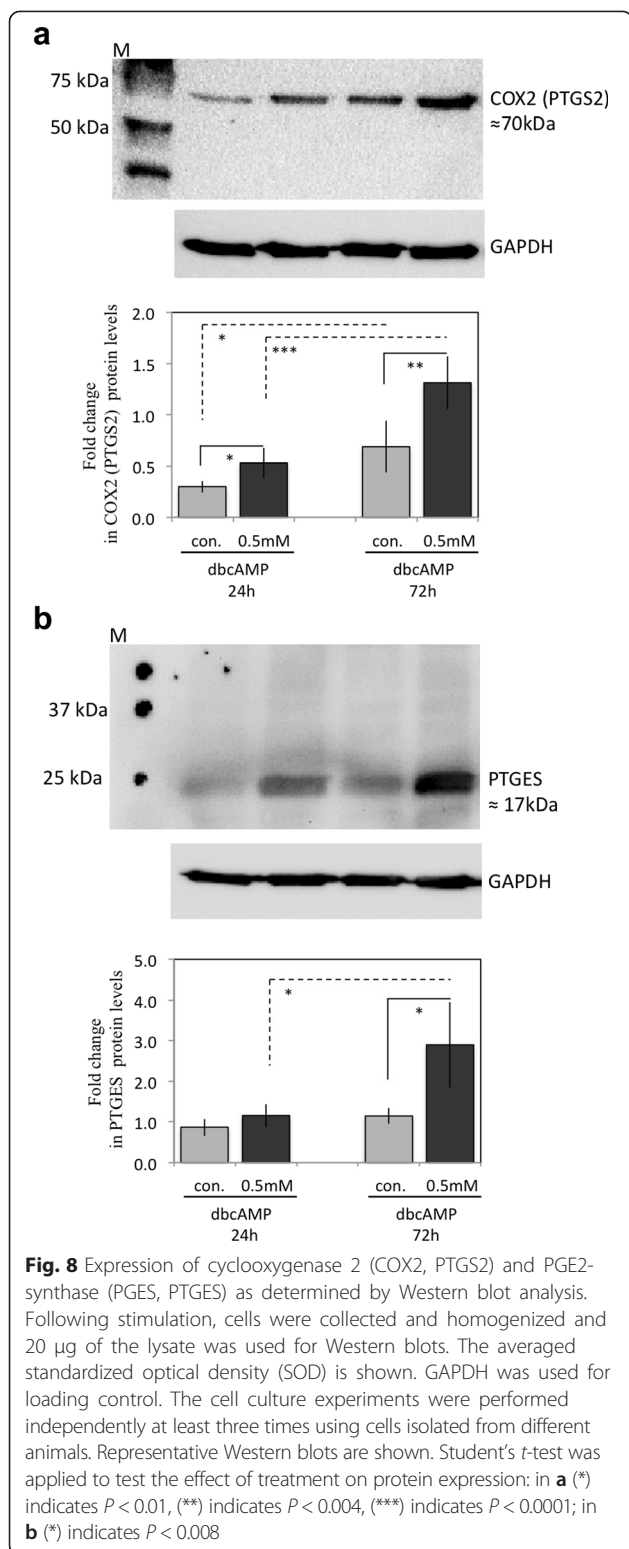 a
M
75 kDa
50 kDa
COX2 (PTGS2)
≈70kDa
GAPDH
Fold change
in COX2 (PTGS2) protein levels
2.0
1.5
1.0
0.5
0.0
*
***
**
*
con. 0.5mM con. 0.5mM
dbcAMP dbcAMP
24h 72h
b
M
37 kDa
25 kDa
PTGES
≈ 17kDa
GAPDH
Fold change
in PTGES protein levels
5.0
4.0
3.0
2.0
1.0
0.0
*
*
con. 0.5mM con. 0.5mM
dbcAMP dbcAMP
24h 72h
Fig. 8 Expression of cyclooxygenase 2 (COX2, PTGS2) and PGE2-
synthase (PGES, PTGES) as determined by Western blot analysis.
Following stimulation, cells were collected and homogenized and
20 μg of the lysate was used for Western blots. The averaged
standardized optical density (SOD) is shown. GAPDH was used for
loading control. The cell culture experiments were performed
independently at least three times using cells isolated from different
animals. Representative Western blots are shown. Student's t-test was
applied to test the effect of treatment on protein expression: in a (*)
indicates P < 0.01, (**) indicates P < 0.004, (***) indicates P < 0.0001; in
b (*) indicates P < 0.008